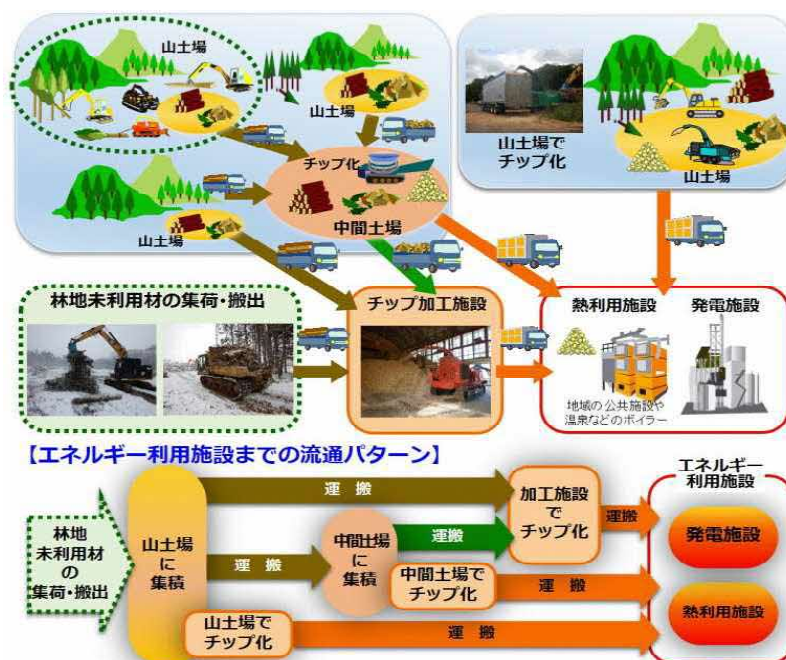 山土場
山土場
チップ化
中間土場
山土場
山土場で
チップ化
山土場
林地未利用材の集荷・搬出
チップ加工施設
熱利用施設
発電施設
地域の公共施設や
温泉などのボイラー
【エネルギー利用施設までの流通パターン】
林地
未利用材
の
集荷・搬出
山土場
に
集積
運 搬
運 搬
中間土場
に
集積
運搬
加工施設
で
チップ化
運搬
中間土場で
チップ化
運 搬
山土場で
チップ化
運 搬
エネルギー
利用施設
発電施設
熱利用施設